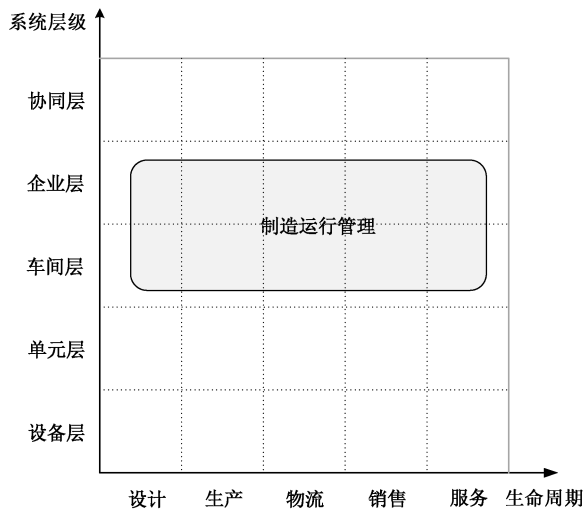 系统层级
协同层
企业层
制造运行管理
车间层
单元层
设备层
设计 生产 物流 销售 服务 生命周期